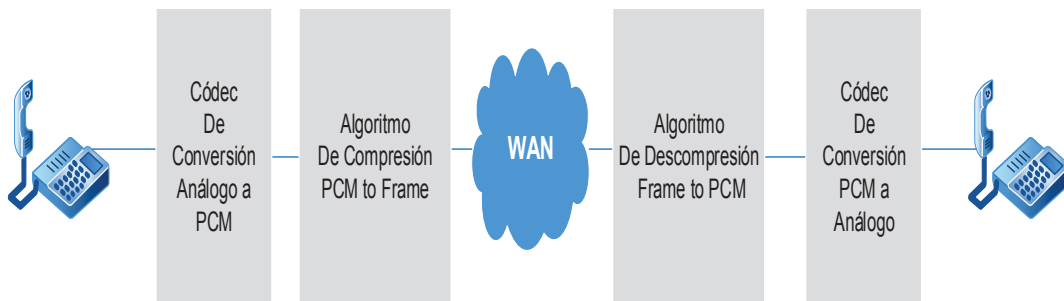 Códec
De
Conversión
Análogo a
PCM
Algoritmo
De Compresión
PCM to Frame
WAN
Algoritmo
De Descompresión
Frame to PCM
Códec
De
Conversión
PCM a
Análogo